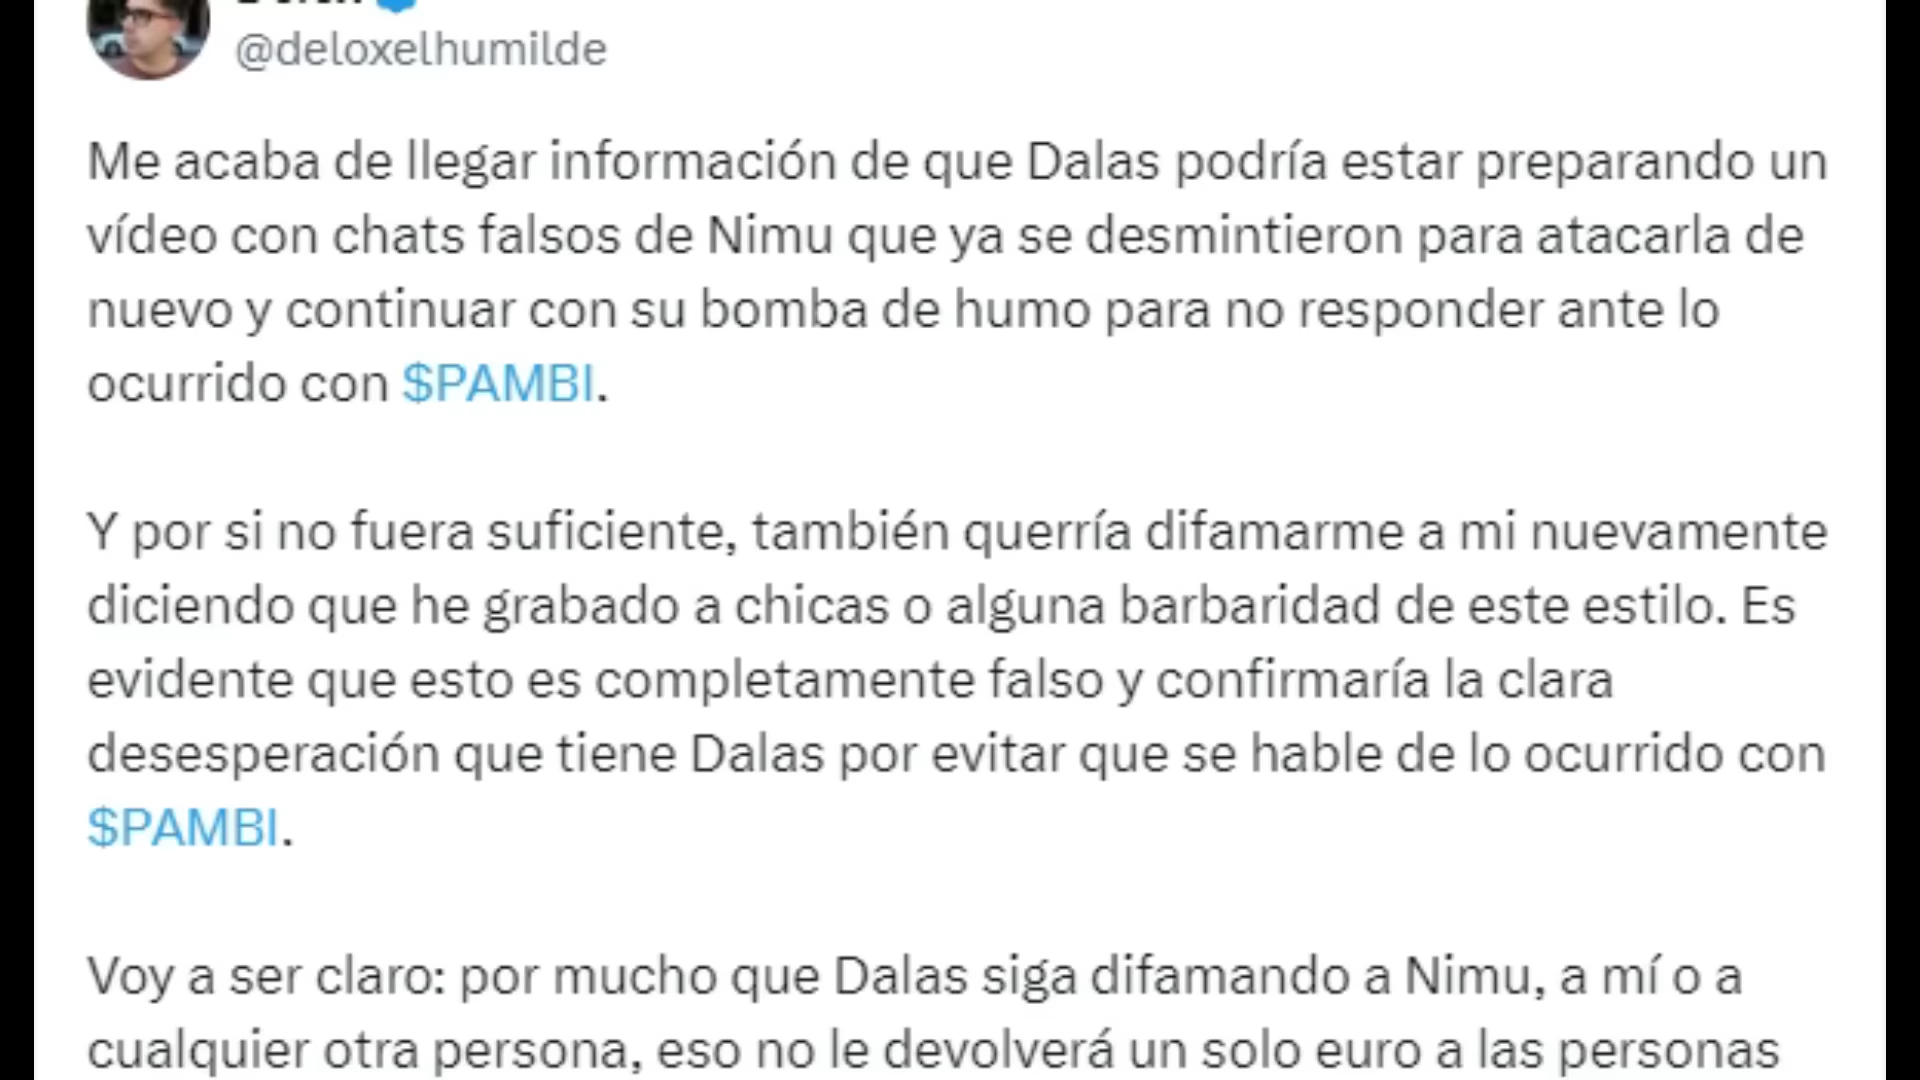 @deloxelhumilde
Me acaba de llegar información de que Dalas podría estar preparando un
vídeo con chats falsos de Nimu que ya se desmintieron para atacarla de
nuevo y continuar con su bomba de humo para no responder ante lo
ocurrido con $PAMBI.
Y por si no fuera suficiente, también querría difamarme a mi nuevamente
diciendo que he grabado a chicas o alguna barbaridad de este estilo. Es
evidente que esto es completamente falso y confirmaría la clara
desesperación que tiene Dalas por evitar que se hable de lo ocurrido con
$PAMBI.
Voy a ser claro: por mucho que Dalas siga difamando a Nimu, a mí o a
cualquier otra persona, eso no le devolverá un solo euro a las personas